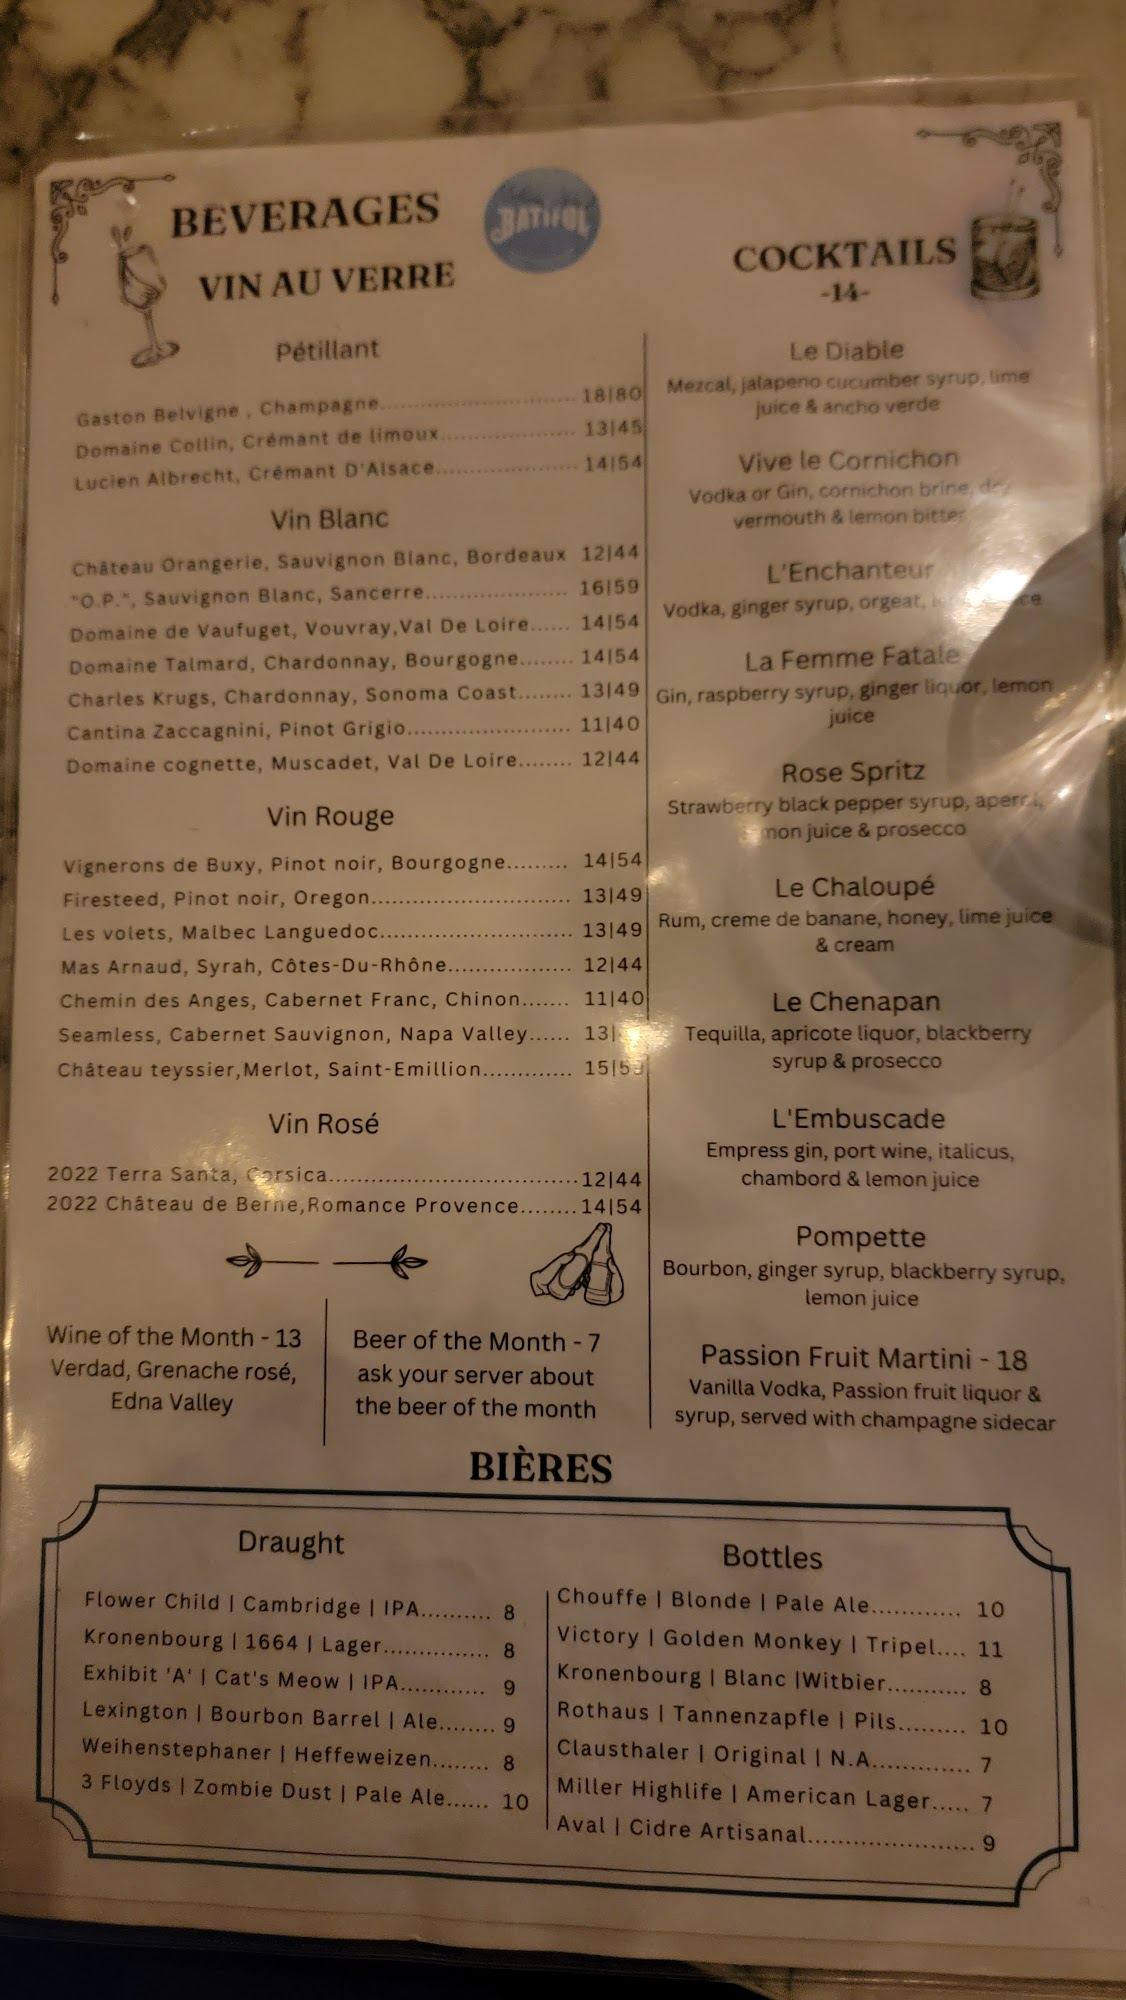 BEVERAGES
BATIFOL
VIN AU VERRE
Pétillant
Gaston Belvigne , Champagne.............................. 18|80
Domaine Collin, Crémant de limoux..................... 13|45
Lucien Albrecht, Crémant D'Alsace...................... 14|54
Vin Blanc
Château Orangerie, Sauvignon Blanc, Bordeaux 12|44
"O.P.", Sauvignon Blanc, Sancerre...................... 16|59
Domaine de Vaufuget, Vouvray,Val De Loire...... 14|54
Domaine Talmard, Chardonnay, Bourgogne........ 14|54
Charles Krugs, Chardonnay, Sonoma Coast........ 13|49
Cantina Zaccagnini, Pinot Grigio......................... 11|40
Domaine cognette, Muscadet, Val De Loire........ 12|44
Vin Rouge
Vignerons de Buxy, Pinot noir, Bourgogne......... 14|54
Firesteed, Pinot noir, Oregon.............................. 13|49
Les volets, Malbec Languedoc............................. 13|49
Mas Arnaud, Syrah, Côtes-Du-Rhône................... 12|44
Chemin des Anges, Cabernet Franc, Chinon....... 11|40
Seamless, Cabernet Sauvignon, Napa Valley...... 13|
Château teyssier,Merlot, Saint-Emillion............. 15|
Vin Rosé
2022 Terra Santa, Corsica......................................12|44
2022 Château de Berne,Romance Provence........14|54
Wine of the Month - 13
Verdad, Grenache rosé,
Edna Valley
Beer of the Month - 7
ask your server about
the beer of the month
COCKTAILS
-14-
Le Diable
Mezcal, jalapeno cucumber syrup, lime
juice & ancho verde
Vive le Cornichon
Vodka or Gin, cornichon brine,
vermouth & lemon bitter
L'Enchanteur
Vodka, ginger syrup, orgeat,
La Femme Fatale
Gin, raspberry syrup, ginger liquor, lemon
juice
Rose Spritz
Strawberry black pepper syrup,
juice & prosecco
Le Chaloupé
Rum, creme de banane, honey, lime juice
& cream
Le Chenapan
Tequilla, apricote liquor, blackberry
syrup & prosecco
L'Embuscade
Empress gin, port wine, italicus,
chambord & lemon juice
Pompette
Bourbon, ginger syrup, blackberry syrup,
lemon juice
Passion Fruit Martini - 18
Vanilla Vodka, Passion fruit liquor &
syrup, served with champagne sidecar
BIÈRES
Draught
Flower Child | Cambridge | IPA.......... 8
Kronenbourg | 1664 | Lager............... 8
Exhibit 'A' | Cat's Meow | IPA............ 9
Lexington | Bourbon Barrel | Ale........ 9
Weihenstephaner | Heffeweizen........ 8
3 Floyds | Zombie Dust | Pale Ale...... 10
Bottles
Chouffe | Blonde | Pale Ale............ 10
Victory | Golden Monkey | Tripel.... 11
Kronenbourg | Blanc |Witbier........... 8
Rothaus | Tannenzapfle | Pils......... 10
Clausthaler | Original | N.A............. 7
Miller Highlife | American Lager..... 7
Aval | Cidre Artisanal....................... 9